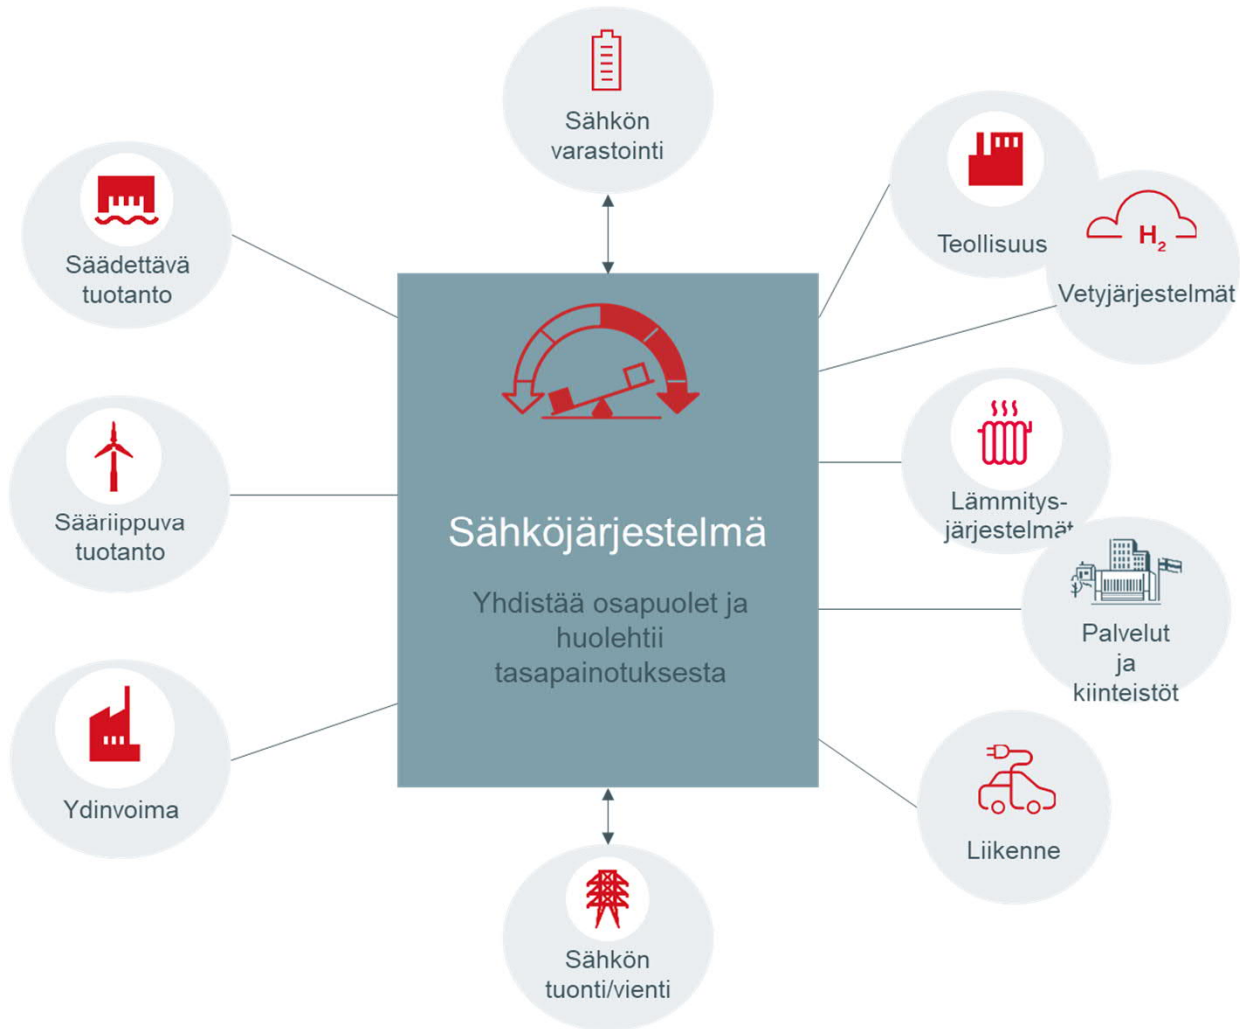 Sähkön
varastointi
Säädettävä
tuotanto
Sääriippuva
tuotanto
Ydinvoima
Sähköjärjestelmä
Yhdistää osapuolet ja
huolehtii
tasapainotuksesta
Teollisuus
H2
Vetyjärjestelmät
Lämmitys-
järjestelmät
Palvelut
ja
kiinteistöt
Liikenne
Sähkön
tuonti/vienti